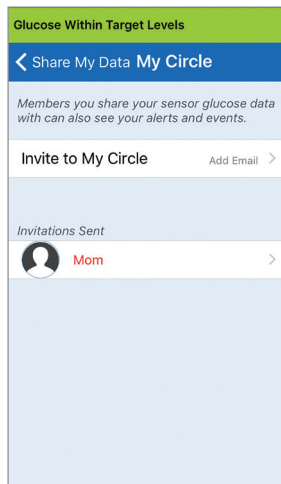 Glucose Within Target Levels
Share My Data My Circle
Members you share your sensor glucose data
with can also see your alerts and events.
Invite to My Circle Add Email
Invitations Sent
Mom